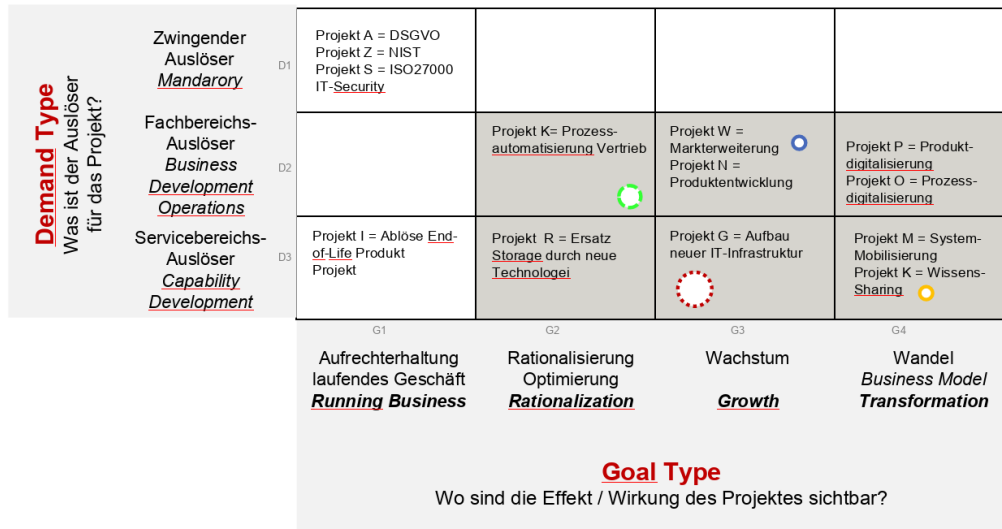 Demand Type
Was ist der Auslöser
für das Projekt?
Zwingender
Auslöser
Mandarory
D1
Projekt A = DSGVO
Projekt Z = NIST
Projekt S = ISO27000
IT-Security
Fachbereichs-
Auslöser
Business
Development
Operations
D2
Projekt K= Prozess-
automatisierung Vertrieb
Projekt W =
Markterweiterung
Projekt N =
Produktentwicklung
Projekt P = Produkt-
digitalisierung
Projekt O = Prozess-
digitalisierung
Servicebereichs-
Auslöser
Capability
Development
D3
Projekt I = Ablöse End-
of-Life Produkt
Projekt
Projekt R = Ersatz
Storage durch neue
Technologei
Projekt G = Aufbau
neuer IT-Infrastruktur
Projekt M = System-
Mobilisierung
Projekt K = Wissens-
Sharing
G1
G2
G3
G4
Aufrechterhaltung
laufendes Geschäft
Running Business
Rationalisierung
Optimierung
Rationalization
Wachstum
Growth
Wandel
Business Model
Transformation
Goal Type
Wo sind die Effekt / Wirkung des Projektes sichtbar?